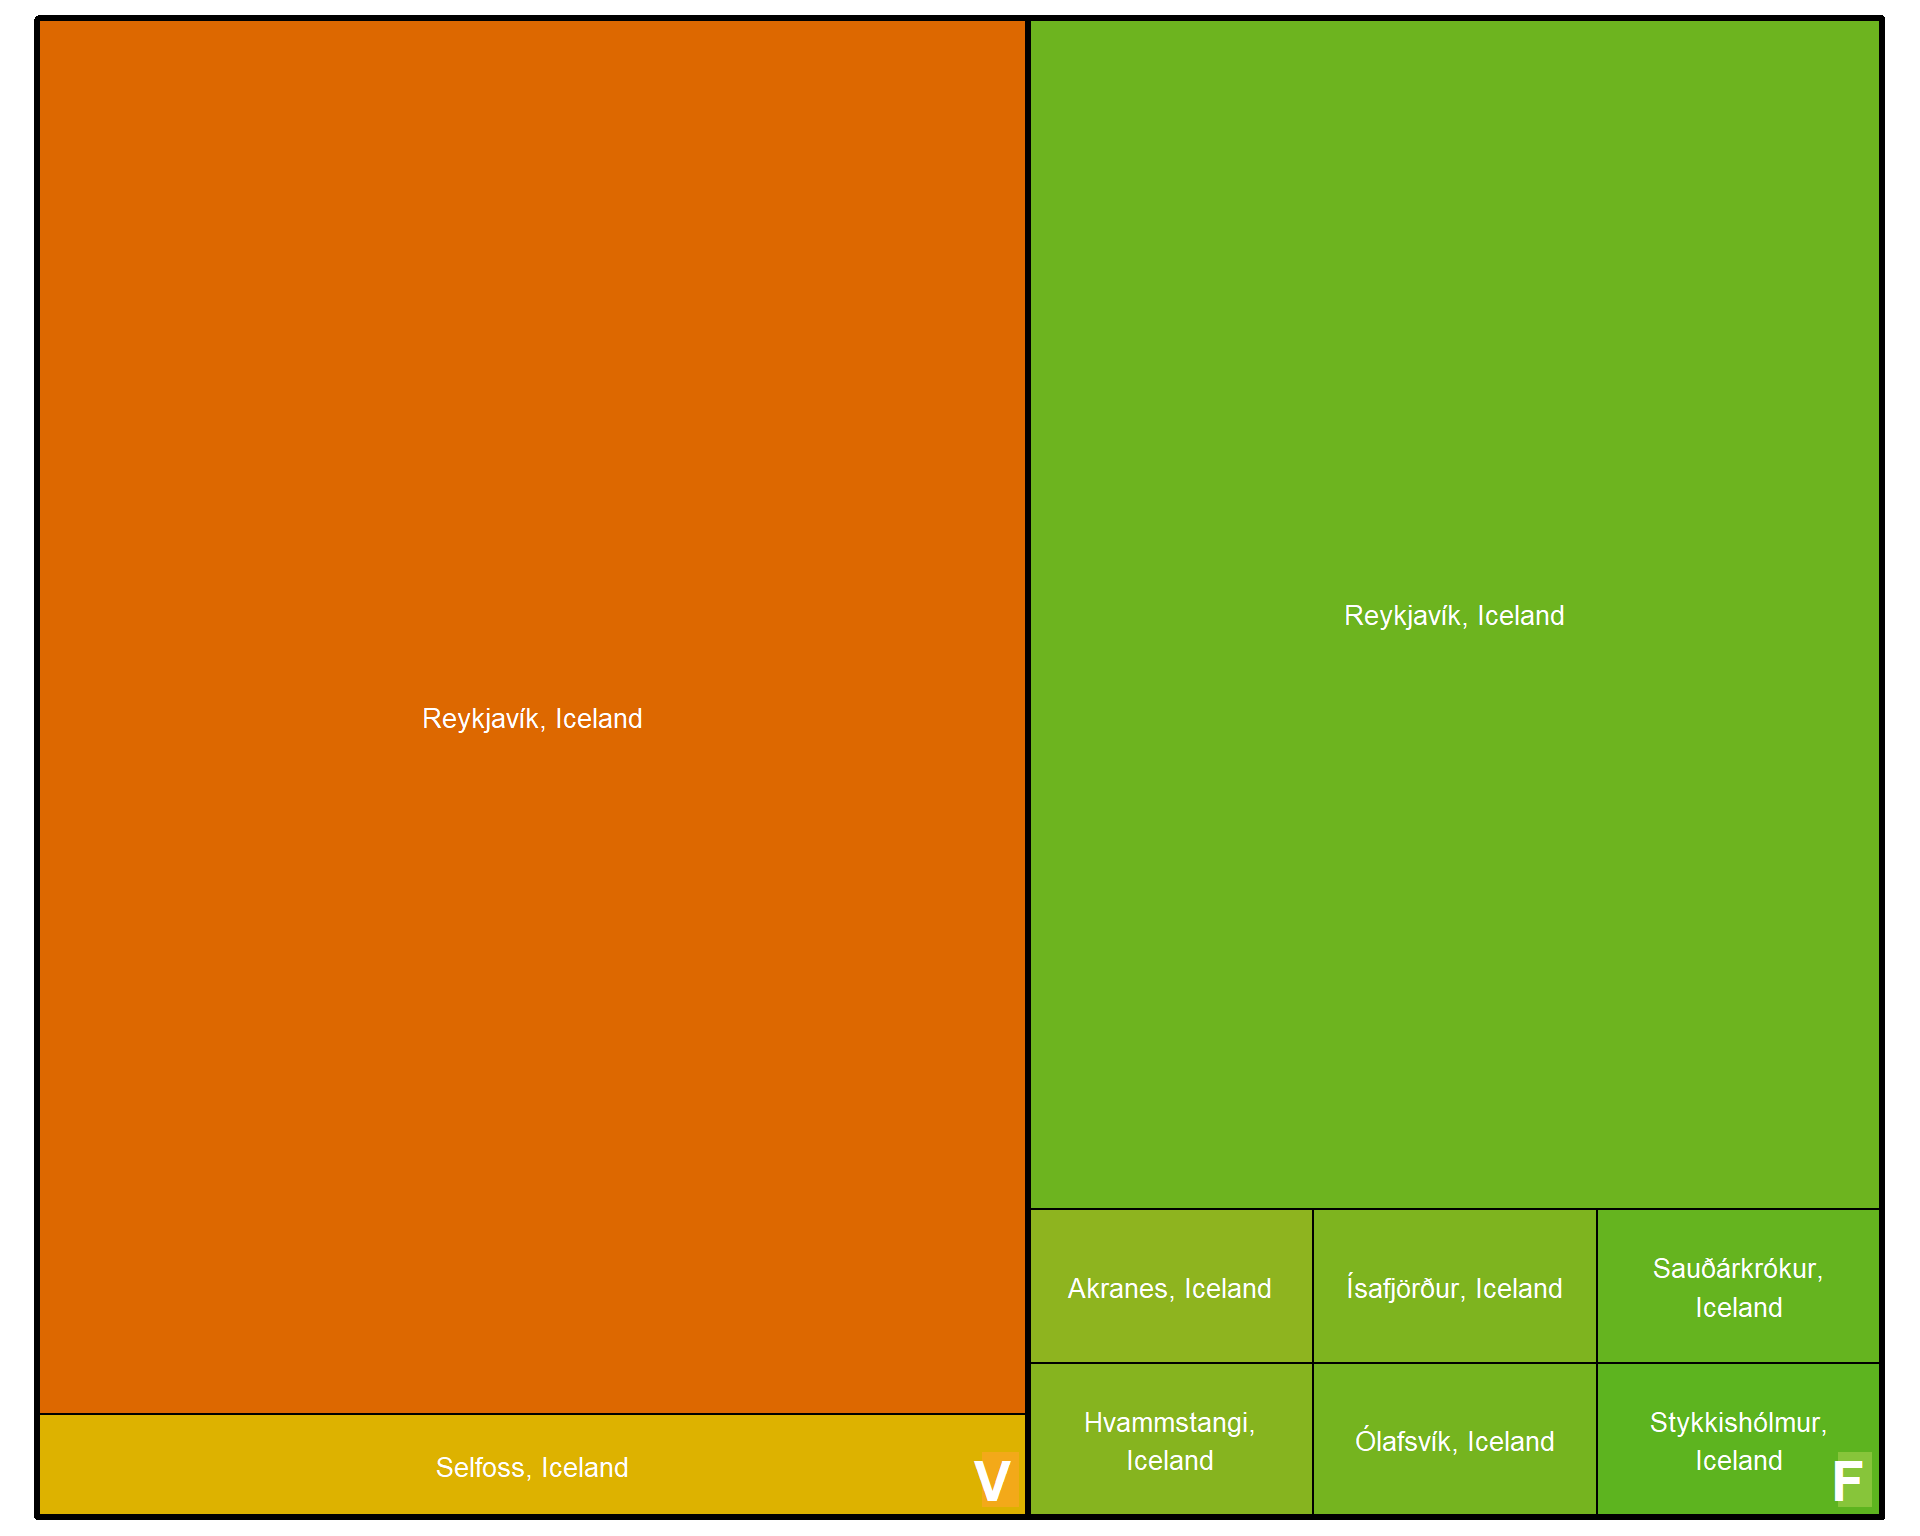 Reykjavík, Iceland
Selfoss, Iceland
V
Reykjavík, Iceland
Akranes, Iceland
Ísafjörður, Iceland
Sauðárkrókur,
Iceland
Hvammstangi,
Iceland
Ólafsvík, Iceland
Stykkishólmur,
Iceland
F